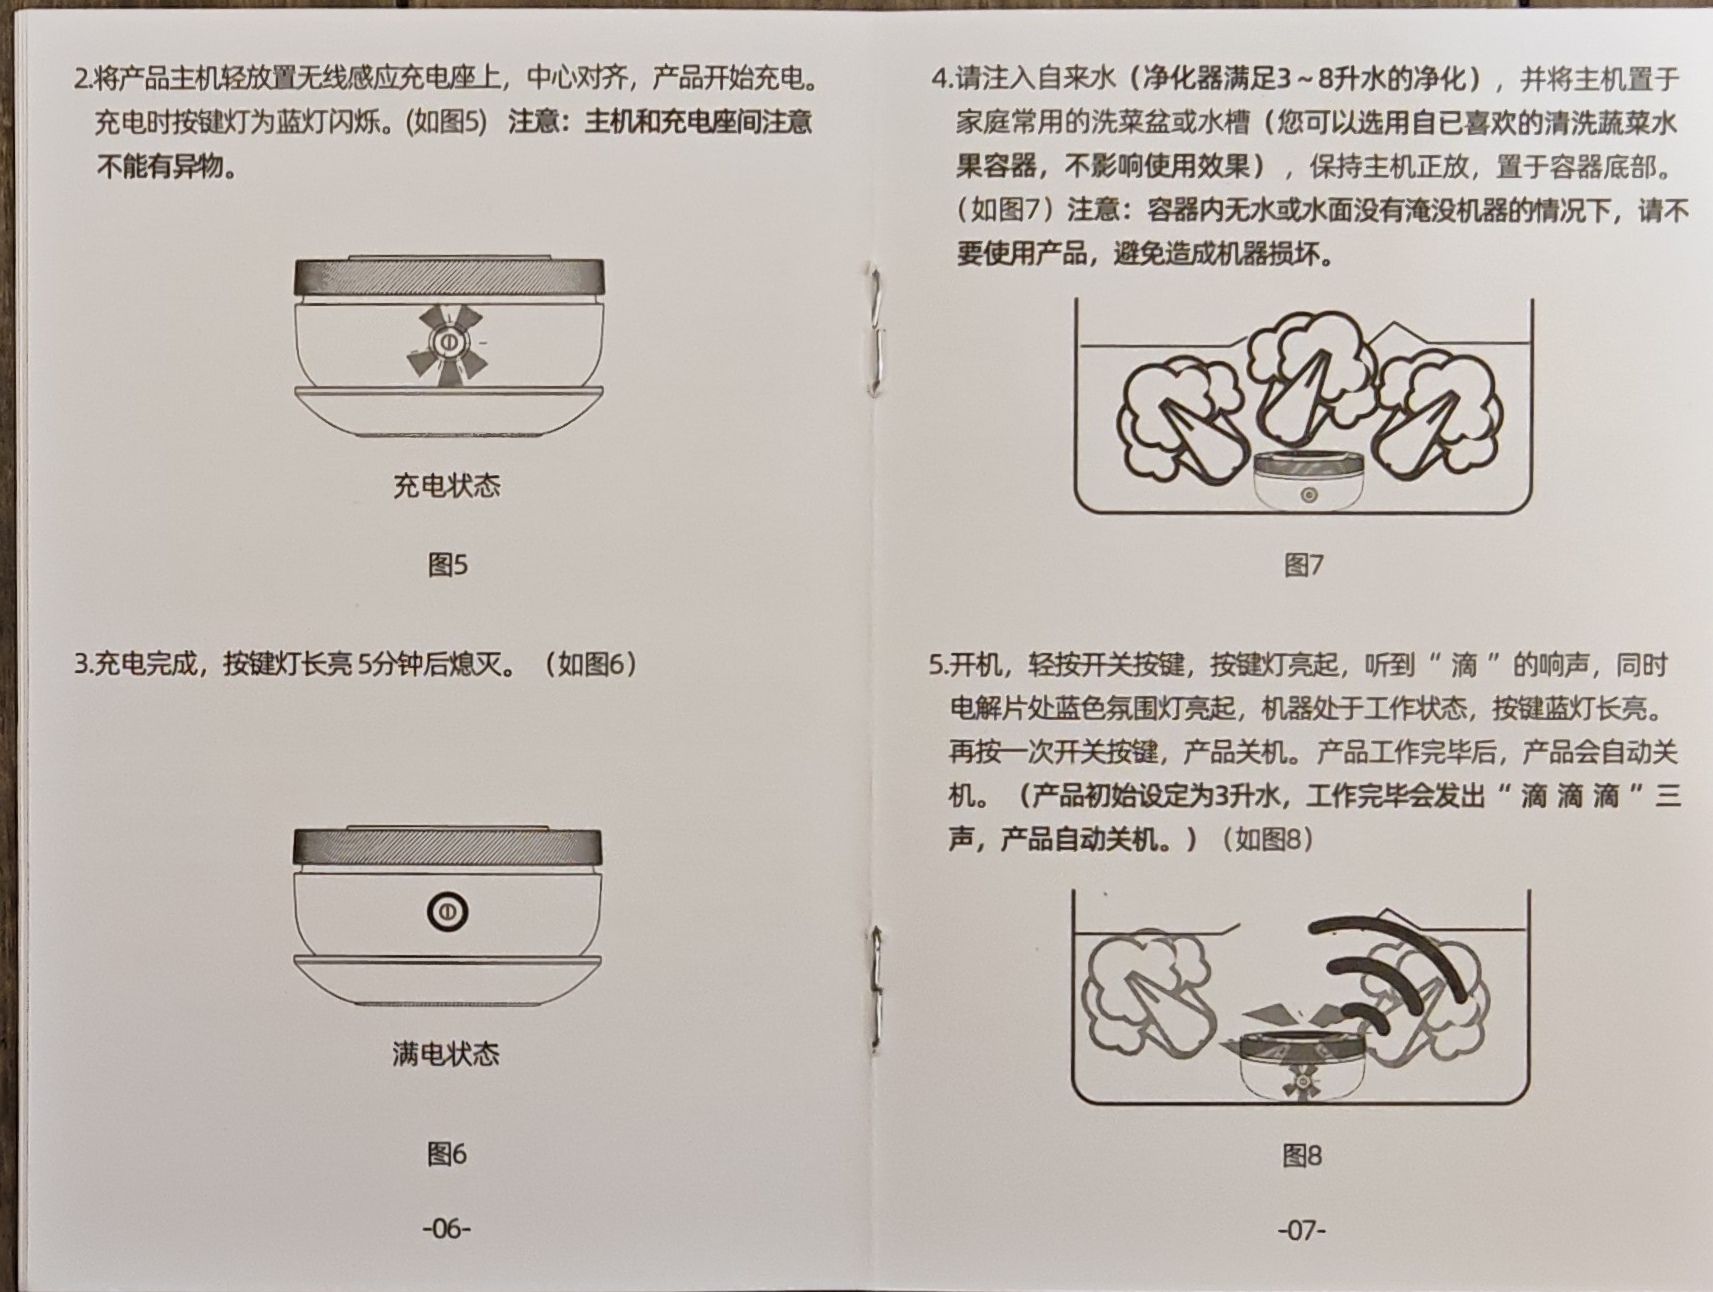 2.将产品主机轻放置无线感应充电座上，中心对齐，产品开始充电。
充电时按键灯为蓝灯闪烁。(如图5) 注意：主机和充电座间注意
不能有异物。
充电状态
图5
3.充电完成，按键灯长亮 5分钟后熄灭。（如图6）
满电状态
图6
-06-
4.请注入自来水（净化器满足3～8升水的净化），并将主机置于
家庭常用的洗菜盆或水槽（您可以选用自已喜欢的清洗蔬菜水
果容器，不影响使用效果），保持主机正放，置于容器底部。
（如图7）注意：容器内无水或水面没有淹没机器的情况下，请不
要使用产品，避免造成机器损坏。
图7
5.开机，轻按开关按键，按键灯亮起，听到“ 滴 ”的响声，同时
电解片处蓝色氛围灯亮起，机器处于工作状态，按键蓝灯长亮。
再按一次开关按键，产品关机。产品工作完毕后，产品会自动关
机。（产品初始设定为3升水，工作完毕会发出“ 滴 滴 滴 ”三
声，产品自动关机。）（如图8）
图8
-07-